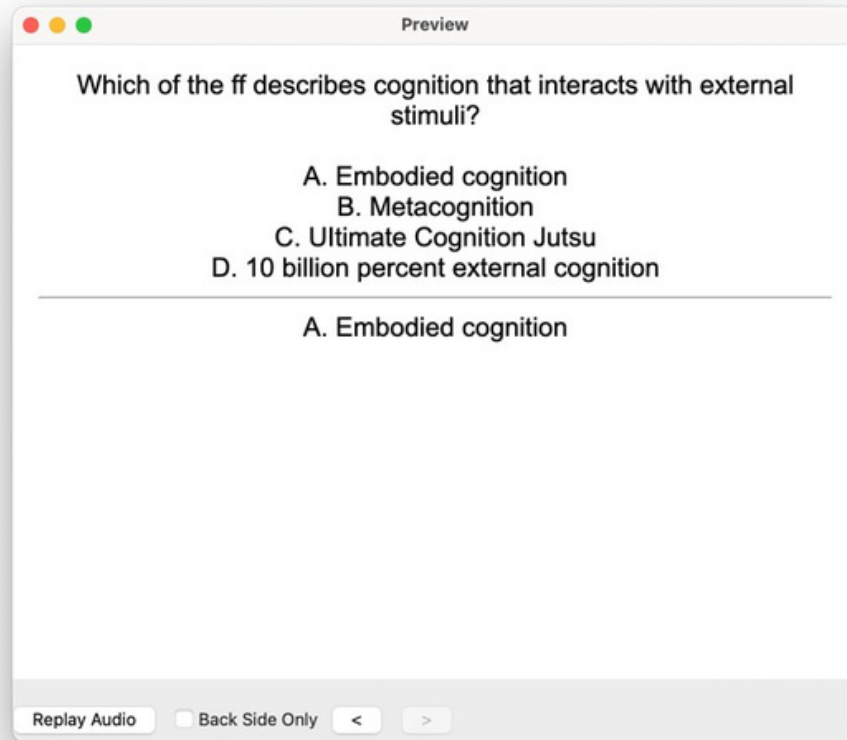 Preview
Which of the ff describes cognition that interacts with external
stimuli?
A. Embodied cognition
B. Metacognition
C. Ultimate Cognition Jutsu
D. 10 billion percent external cognition
A. Embodied cognition
Replay Audio
Back Side Only
<
>